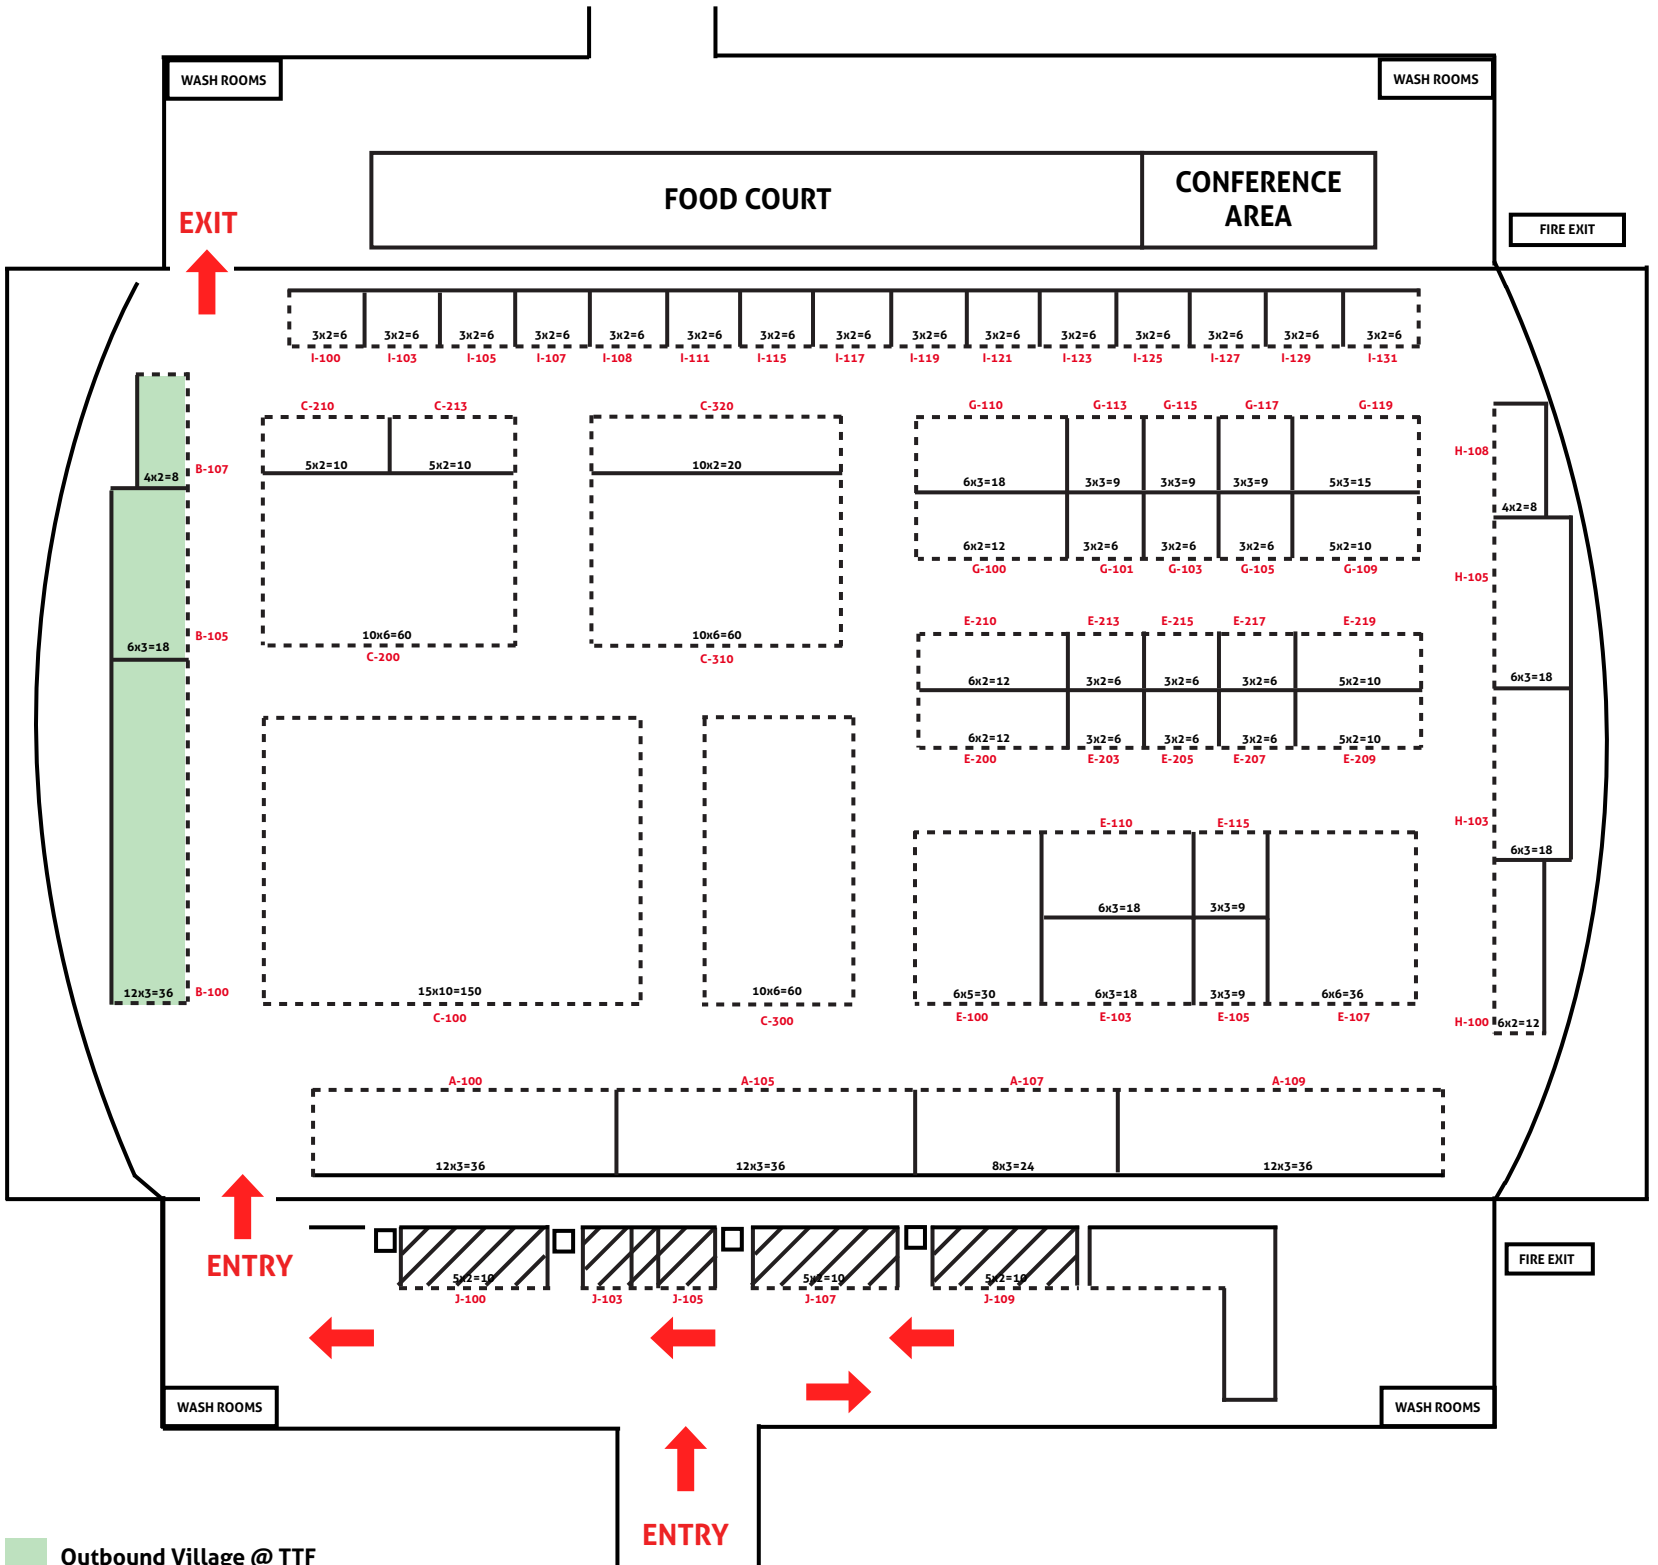 WASH ROOMS
WASH ROOMS
FOOD COURT
CONFERENCE
AREA
EXIT
FIRE EXIT
3x2=6 3x2=6 3x2=6 3x2=6 3x2=6 3x2=6 3x2=6 3x2=6 3x2=6 3x2=6 3x2=6 3x2=6 3x2=6 3x2=6 3x2=6
I-100 I-103 I-105 I-107 I-108 I-111 I-115 I-117 I-119 I-121 I-123 I-125 I-127 I-129 I-131
C-210 C-213 C-320 G-110 G-113 G-115 G-117 G-119
H-108
5x2=10 5x2=10 10x2=20
B-107
4x2=8
6x3=18 3x3=9 3x3=9 3x3=9 5x3=15
4x2=8
6x2=12 3x2=6 3x2=6 3x2=6 5x2=10
G-100 G-101 G-103 G-105 G-109
H-105
E-210 E-213 E-215 E-217 E-219
B-105
10x6=60 10x6=60
6x3=18
C-200 C-310
6x2=12 3x2=6 3x2=6 3x2=6 5x2=10
6x3=18
6x2=12 3x2=6 3x2=6 3x2=6 5x2=10
E-200 E-203 E-205 E-207 E-209
H-103
E-110 E-115
6x3=18
6x3=18 3x3=9
12x3=36
B-100
15x10=150 10x6=60
6x5=30 6x3=18 3x3=9 6x6=36
C-100 C-300 E-100 E-103 E-105 E-107
H-100
6x2=12
A-100 A-105 A-107 A-109
12x3=36 12x3=36 8x3=24 12x3=36
ENTRY
FIRE EXIT
5x2=10 5x2=10 5x2=10
J-100 J-103 J-105 J-107 J-109
WASH ROOMS
WASH ROOMS
ENTRY
Outbound Village @ TTF